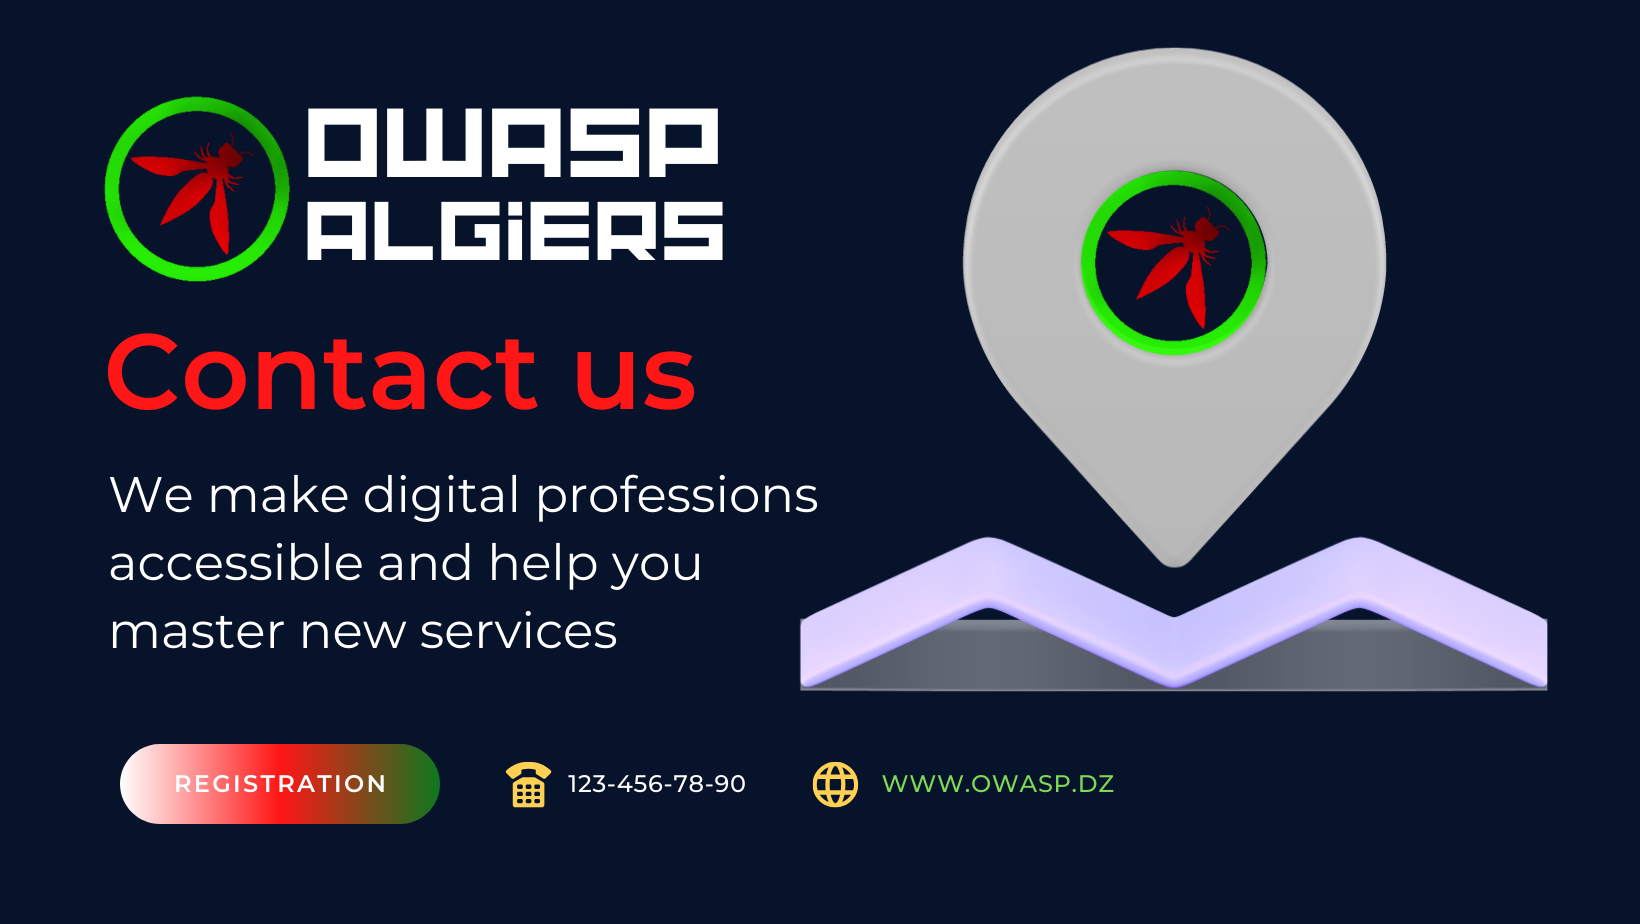 OWASP
ALGiERS
Contact us
We make digital professions
accessible and help you
master new services
REGISTRATION
123-456-78-90
WWW.OWASP.DZ